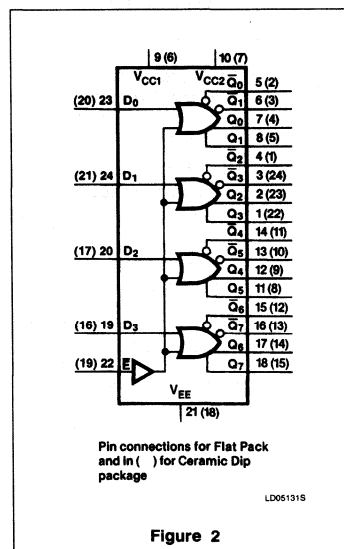 9 (6) 10 (7)
VCC1 VCC2
Q̅0 5 (2)
(20) 23 D0 Q̅1 6 (3)
Q0 7 (4)
Q1 8 (5)
Q̅2 4 (1)
(21) 24 D1 Q̅3 3 (24)
Q2 2 (23)
Q3 1 (22)
Q̅4 14 (11)
(17) 20 D2 Q̅5 13 (10)
Q4 12 (9)
Q5 11 (8)
Q̅6 15 (12)
(16) 19 D3 Q̅7 16 (13)
Q6 17 (14)
(19) 22 E̅ Q7 18 (15)
VEE
21 (18)
Pin connections for Flat Pack
and in ( ) for Ceramic Dip
package
LD05131S
Figure 2